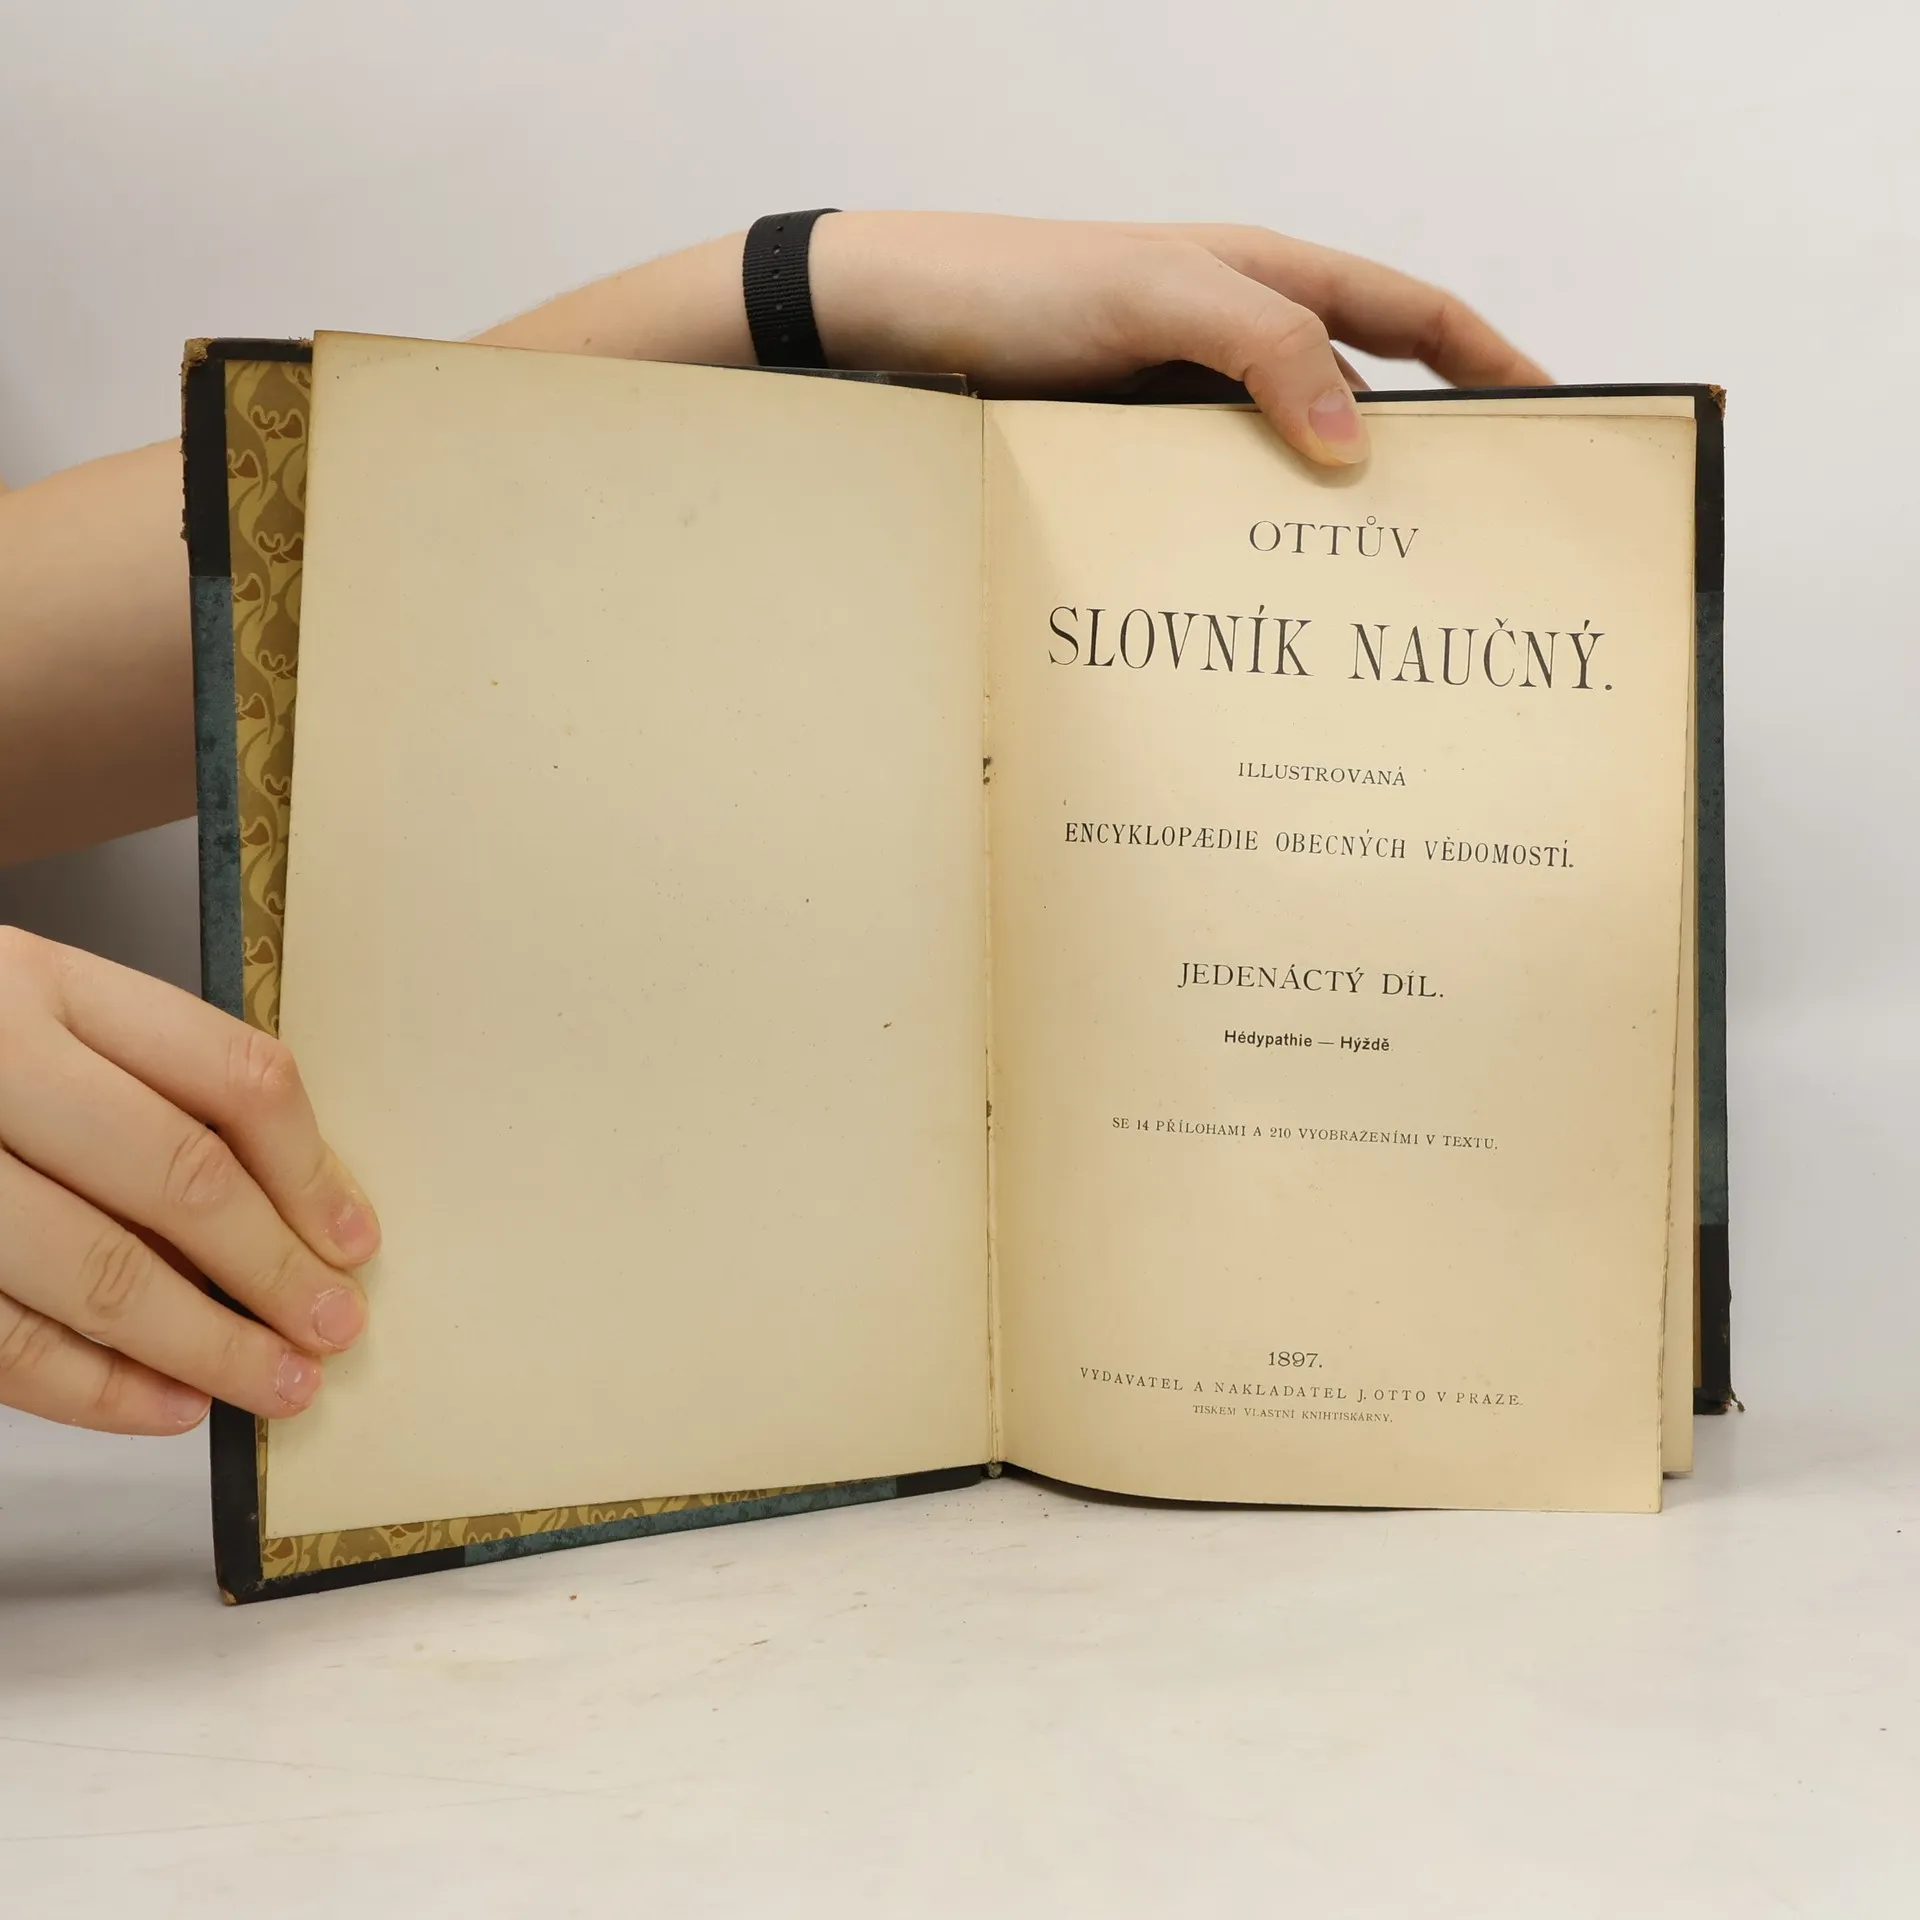 OTTŮV
SLOVNÍK NAUČNÝ.
ILLUSTROVANÁ
ENCYKLOPÆDIE OBECNÝCH VĚDOMOSTÍ.
JEDENÁCTÝ DÍL.
Hédypathie — Hýždě.
SE 14 PŘÍLOHAMI A 210 VYOBRAZENÍMI V TEXTU.
1897.
VYDAVATEL A NAKLADATEL J. OTTO V PRAZE.
TISKEM VLASTNÍ KNIHTISKÁRNY.